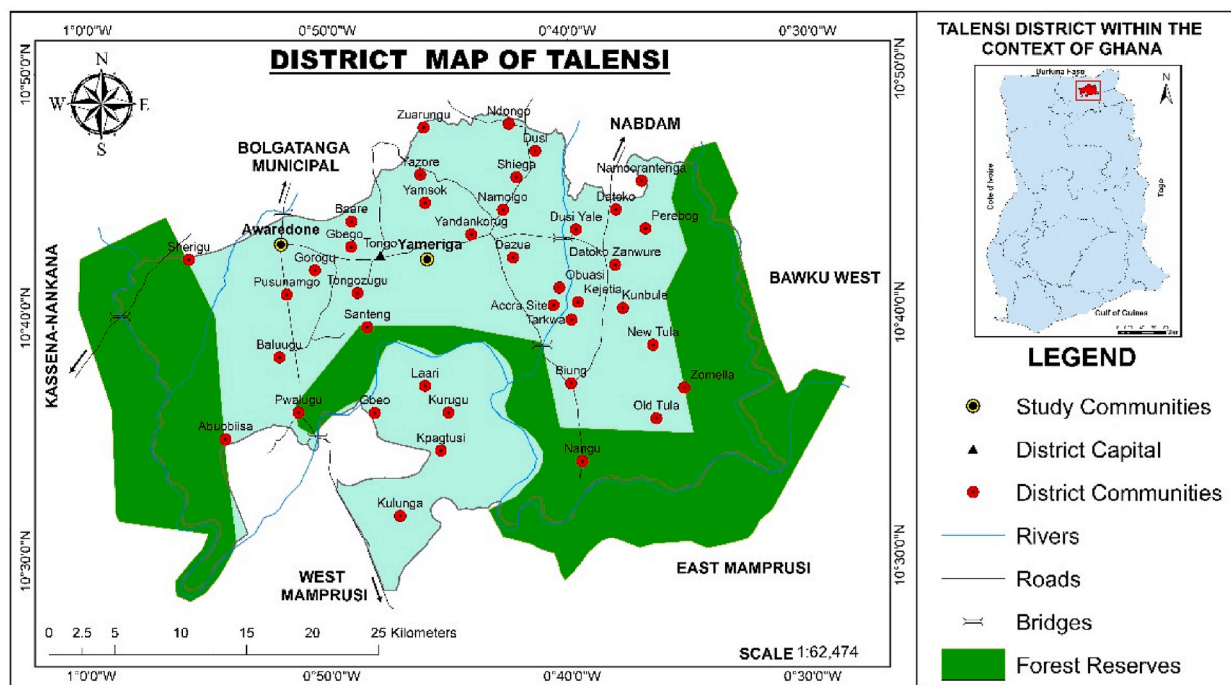 1°0'0"W 0°50'0"W 0°40'0"W 0°30'0"W
DISTRICT MAP OF TALENSI
10°50'0"N
10°50'0"N
N
W E
S
Zuarungu
Ndongo
Dusi
NABDAM
BOLGATANGA
MUNICIPAL
Yazore
Shiega
Namoorantenga
Yamsok
Namolgo
Datoko
Baare
Perebog
Awaredone
Gbego
Tongo
Yameriga
Yandankorug
Dusi Yale
Sherigu
Gorogu
Dazua
Datoko Zanwure
BAWKU WEST
Pusunamgo
Tongozugu
Obuasi
Kejetia
Accra Site
Kunbule
Tarkwa
10°40'0"N
10°40'0"N
Santeng
New Tula
KASSENA-NANKANA
Baluugu
Laari
Biung
Zomella
Pwalugu
Gbeo
Kurugu
Old Tula
Abuobiisa
Kpagtusi
Nangu
Kulunga
10°30'0"N
10°30'0"N
WEST
MAMPRUSI
EAST MAMPRUSI
0 2.5 5 10 15 20 25 Kilometers
SCALE 1:62,474
1°0'0"W 0°50'0"W 0°40'0"W 0°30'0"W
TALENSI DISTRICT WITHIN THE
CONTEXT OF GHANA
Burkina Faso
N
Cote d'Ivoire
Togo
Gulf of Guinea
LEGEND
Study Communities
District Capital
District Communities
Rivers
Roads
Bridges
Forest Reserves